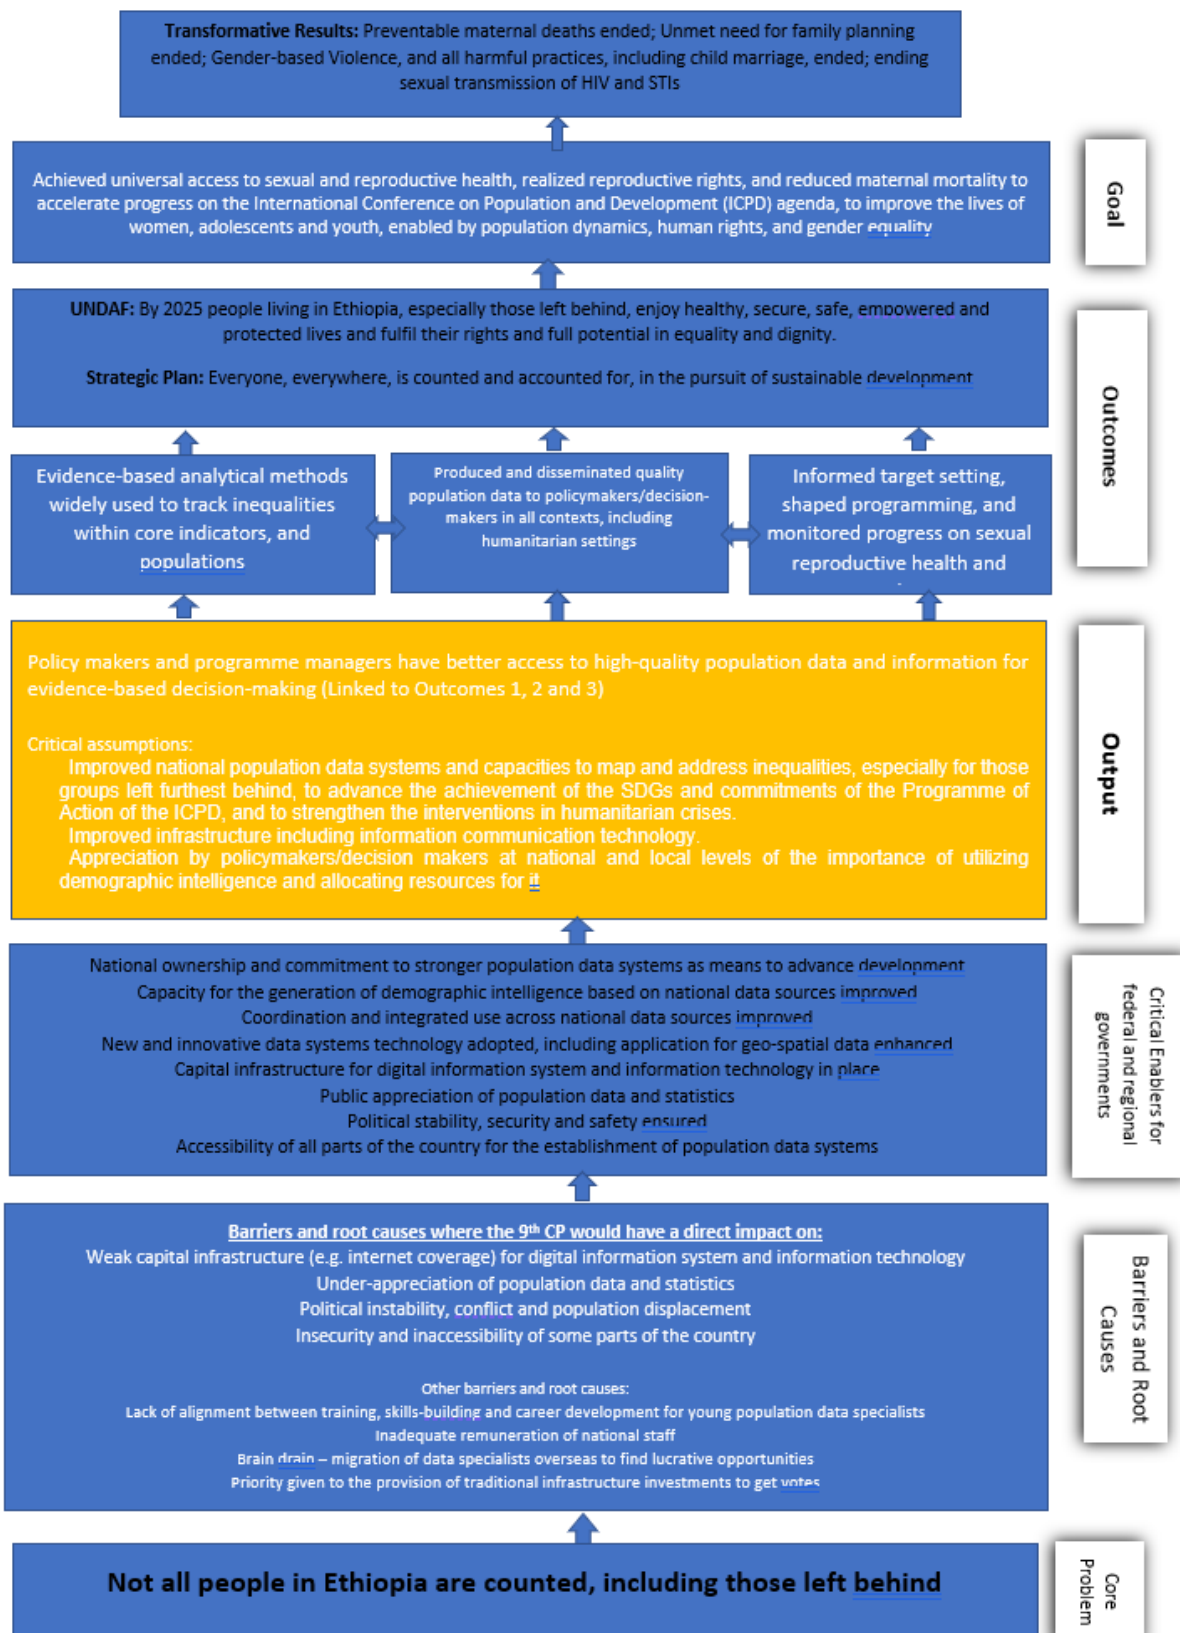 Transformative Results: Preventable maternal deaths ended; Unmet need for family planning
ended; Gender-based Violence, and all harmful practices, including child marriage, ended; ending
sexual transmission of HIV and STIs
Goal
Achieved universal access to sexual and reproductive health, realized reproductive rights, and reduced maternal mortality to
accelerate progress on the International Conference on Population and Development (ICPD) agenda, to improve the lives of
women, adolescents and youth, enabled by population dynamics, human rights, and gender equality
Outcomes
UNDAF: By 2025 people living in Ethiopia, especially those left behind, enjoy healthy, secure, safe, empowered and
protected lives and fulfil their rights and full potential in equality and dignity.
Strategic Plan: Everyone, everywhere, is counted and accounted for, in the pursuit of sustainable development
Evidence-based analytical methods
widely used to track inequalities
within core indicators, and
populations
Produced and disseminated quality
population data to policymakers/decision-
makers in all contexts, including
humanitarian settings
Informed target setting,
shaped programming, and
monitored progress on sexual
reproductive health and
Output
Policy makers and programme managers have better access to high-quality population data and information for
evidence-based decision-making (Linked to Outcomes 1, 2 and 3)
Critical assumptions:
Improved national population data systems and capacities to map and address inequalities, especially for those
groups left furthest behind, to advance the achievement of the SDGs and commitments of the Programme of
Action of the ICPD, and to strengthen the interventions in humanitarian crises.
Improved infrastructure including information communication technology.
Appreciation by policymakers/decision makers at national and local levels of the importance of utilizing
demographic intelligence and allocating resources for it
Critical Enablers for
federal and regional
governments
National ownership and commitment to stronger population data systems as means to advance development
Capacity for the generation of demographic intelligence based on national data sources improved
Coordination and integrated use across national data sources improved
New and innovative data systems technology adopted, including application for geo-spatial data enhanced
Capital infrastructure for digital information system and information technology in place
Public appreciation of population data and statistics
Political stability, security and safety ensured
Accessibility of all parts of the country for the establishment of population data systems
Barriers and Root
Causes
Barriers and root causes where the 9th CP would have a direct impact on:
Weak capital infrastructure (e.g. internet coverage) for digital information system and information technology
Under-appreciation of population data and statistics
Political instability, conflict and population displacement
Insecurity and inaccessibility of some parts of the country
Other barriers and root causes:
Lack of alignment between training, skills-building and career development for young population data specialists
Inadequate remuneration of national staff
Brain drain – migration of data specialists overseas to find lucrative opportunities
Priority given to the provision of traditional infrastructure investments to get votes
Core
Problem
Not all people in Ethiopia are counted, including those left behind